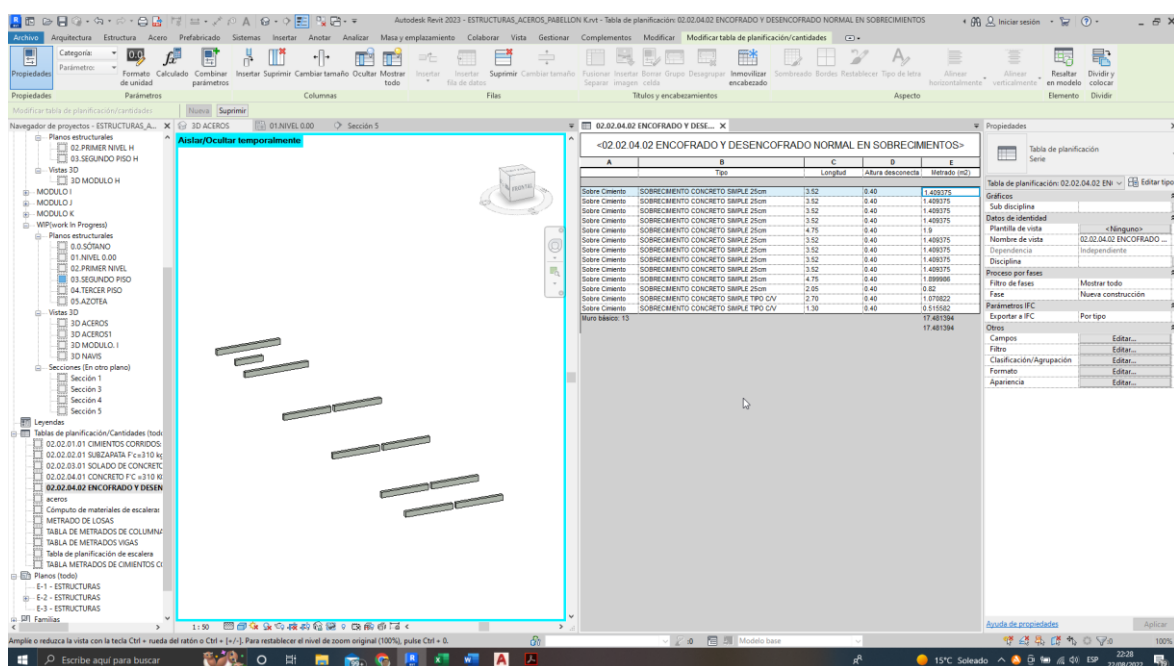 Autodesk Revit 2023 - ESTRUCTURAS_ACEROS_PABELLON K.rvt - Tabla de planificación: 02.02.04.02 ENCOFRADO Y DESENCOFRADO NORMAL EN SOBRECIMIENTOS
Iniciar sesión
Archivo Arquitectura Estructura Acero Prefabricado Sistemas Insertar Anotar Analizar Masa y emplazamiento Colaborar Vista Gestionar Complementos Modificar Modificar tabla de planificación/cantidades
Propiedades
Categoría:
Parámetro:
Formato de unidad
Calculado
Combinar parámetros
Insertar Suprimir Cambiar tamaño Ocultar Mostrar todo
Insertar
Insertar fila de datos
Suprimir Cambiar tamaño
Fusionar Separar
Insertar imagen
Borrar celda
Grupo Desagrupar
Inmovilizar encabezado
Sombreado Bordes Restablecer Tipo de letra
Alinear horizontalmente
Alinear verticalmente
Resaltar en modelo
Dividir y colocar
Propiedades Parámetros Columnas Filas Títulos y encabezamientos Aspecto Elemento Dividir
Modificar tabla de planificación/cantidades
Nueva Suprimir
Navegador de proyectos - ESTRUCTURAS_A...
Planos estructurales
02.PRIMER NIVEL H
03.SEGUNDO PISO H
Vistas 3D
3D MODULO H
MODULO I
MODULO J
MODULO K
WIP(work In Progress)
Planos estructurales
0.0.SÓTANO
01.NIVEL 0.00
02.PRIMER NIVEL
03.SEGUNDO PISO
04.TERCER PISO
05.AZOTEA
Vistas 3D
3D ACEROS
3D ACEROS1
3D MODULO. I
3D NAVIS
Secciones (En otro plano)
Sección 1
Sección 3
Sección 4
Sección 5
Leyendas
Tablas de planificación/Cantidades (todo
02.02.01.01 CIMIENTOS CORRIDOS:
02.02.02.01 SUBZAPATA F'c=310 kg
02.02.03.01 SOLADO DE CONCRETO
02.02.04.01 CONCRETO F'C =310 K
02.02.04.02 ENCOFRADO Y DESEN
aceros
Cómputo de materiales de escalera:
METRADO DE LOSAS
TABLA DE METRADOS DE COLUMNA
TABLA DE METRADOS VIGAS
Tabla de planificación de escalera
TABLA METRADOS DE CIMIENTOS CO
Planos (todo)
E-1 - ESTRUCTURAS
E-2 - ESTRUCTURAS
E-3 - ESTRUCTURAS
Familias
3D ACEROS
01.NIVEL 0.00
Sección 5
Aislar/Ocultar temporalmente
FRONTAL
1 : 50
02.02.04.02 ENCOFRADO Y DESE...
<02.02.04.02 ENCOFRADO Y DESENCOFRADO NORMAL EN SOBRECIMIENTOS>
A B C D E
Tipo Longitud Altura desconecta Metrado (m2)
Sobre Cimiento SOBRECIMIENTO CONCRETO SIMPLE 25cm 3.52 0.40 1.409375
Sobre Cimiento SOBRECIMIENTO CONCRETO SIMPLE 25cm 3.52 0.40 1.409375
Sobre Cimiento SOBRECIMIENTO CONCRETO SIMPLE 25cm 3.52 0.40 1.409375
Sobre Cimiento SOBRECIMIENTO CONCRETO SIMPLE 25cm 3.52 0.40 1.409375
Sobre Cimiento SOBRECIMIENTO CONCRETO SIMPLE 25cm 4.75 0.40 1.9
Sobre Cimiento SOBRECIMIENTO CONCRETO SIMPLE 25cm 3.52 0.40 1.409375
Sobre Cimiento SOBRECIMIENTO CONCRETO SIMPLE 25cm 3.52 0.40 1.409375
Sobre Cimiento SOBRECIMIENTO CONCRETO SIMPLE 25cm 3.52 0.40 1.409375
Sobre Cimiento SOBRECIMIENTO CONCRETO SIMPLE 25cm 3.52 0.40 1.409375
Sobre Cimiento SOBRECIMIENTO CONCRETO SIMPLE 25cm 4.75 0.40 1.899986
Sobre Cimiento SOBRECIMIENTO CONCRETO SIMPLE 25cm 2.05 0.40 0.82
Sobre Cimiento SOBRECIMIENTO CONCRETO SIMPLE TIPO C/V 2.70 0.40 1.078822
Sobre Cimiento SOBRECIMIENTO CONCRETO SIMPLE TIPO C/V 1.30 0.40 0.515582
Muro básico: 13 17.481394
17.481394
Propiedades
Tabla de planificación
Serie
Tabla de planificación: 02.02.04.02 EN
Editar tipo
Gráficos
Sub disciplina
Datos de identidad
Plantilla de vista <Ninguno>
Nombre de vista 02.02.04.02 ENCOFRADO ...
Dependencia Independiente
Disciplina
Proceso por fases
Filtro de fases Mostrar todo
Fase Nueva construcción
Parámetros IFC
Exportar a IFC Por tipo
Otros
Campos Editar...
Filtro Editar...
Clasificación/Agrupación Editar...
Formato Editar...
Apariencia Editar...
Ayuda de propiedades
Aplicar
Amplíe o reduzca la vista con la tecla Ctrl + rueda del ratón o Ctrl + [+/-]. Para restablecer el nivel de zoom original (100%), pulse Ctrl + 0.
:0
Modelo base
:0
100%
Escribe aquí para buscar
15°C Soleado
ESP
22:28
22/08/2022